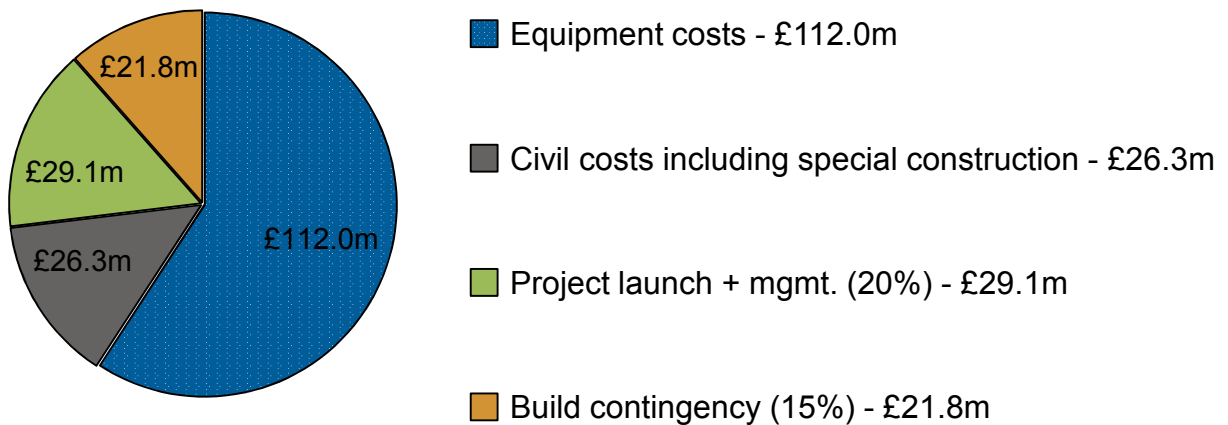 £21.8m
£29.1m
£26.3m
£112.0m
Equipment costs - £112.0m
Civil costs including special construction - £26.3m
Project launch + mgmt. (20%) - £29.1m
Build contingency (15%) - £21.8m